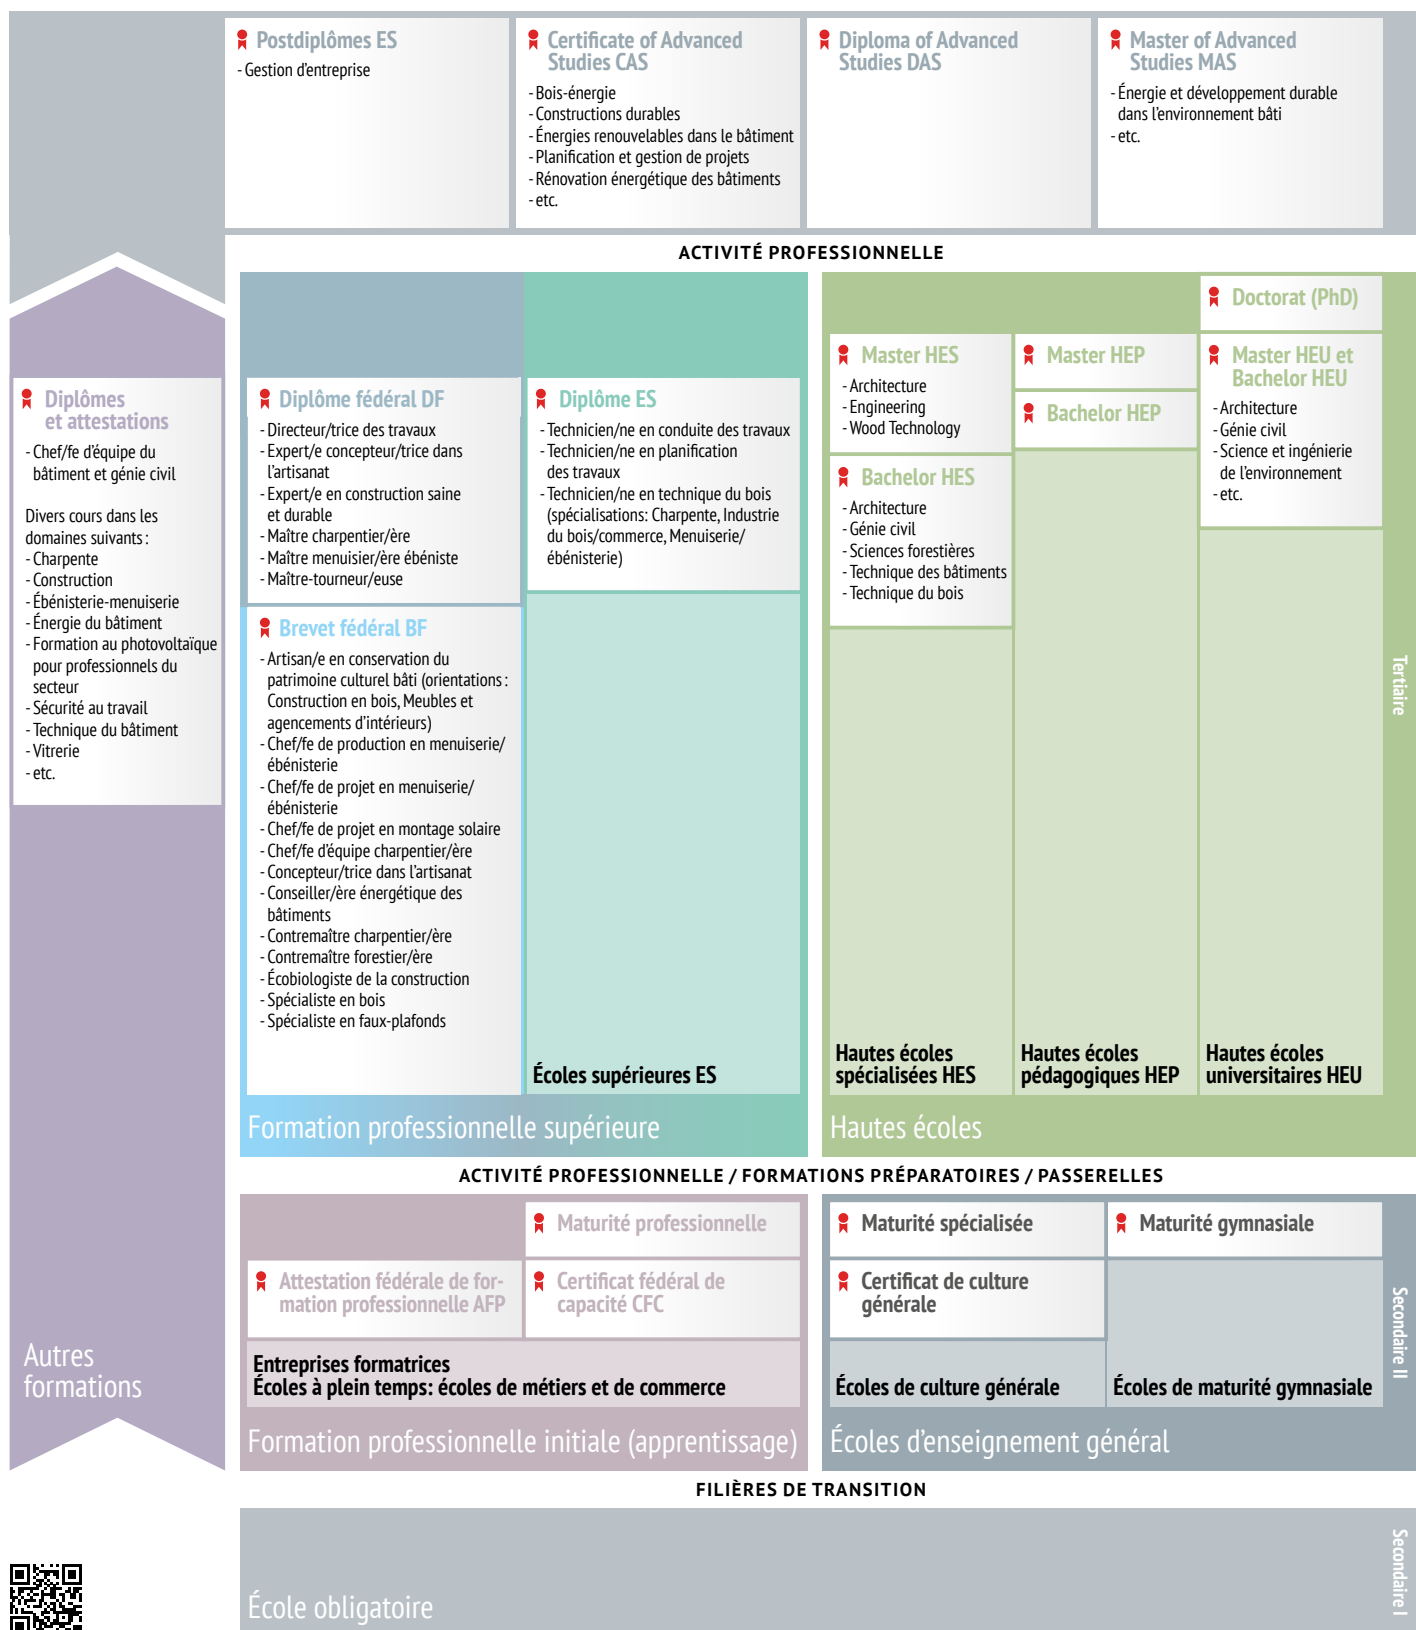 Postdiplômes ES
- Gestion d'entreprise
Certificate of Advanced
Studies CAS
- Bois-énergie
- Constructions durables
- Énergies renouvelables dans le bâtiment
- Planification et gestion de projets
- Rénovation énergétique des bâtiments
- etc.
Diploma of Advanced
Studies DAS
Master of Advanced
Studies MAS
- Énergie et développement durable
dans l'environnement bâti
- etc.
ACTIVITÉ PROFESSIONNELLE
Diplômes
et attestations
- Chef/fe d'équipe du
bâtiment et génie civil
Divers cours dans les
domaines suivants :
- Charpente
- Construction
- Ébénisterie-menuiserie
- Énergie du bâtiment
- Formation au photovoltaïque
pour professionnels du
secteur
- Sécurité au travail
- Technique du bâtiment
- Vitrerie
- etc.
Autres
formations
Diplôme fédéral DF
- Directeur/trice des travaux
- Expert/e concepteur/trice dans
l'artisanat
- Expert/e en construction saine
et durable
- Maître charpentier/ère
- Maître menuisier/ère ébéniste
- Maître-tourneur/euse
Brevet fédéral BF
- Artisan/e en conservation du
patrimoine culturel bâti (orientations :
Construction en bois, Meubles et
agencements d'intérieurs)
- Chef/fe de production en menuiserie/
ébénisterie
- Chef/fe de projet en menuiserie/
ébénisterie
- Chef/fe de projet en montage solaire
- Chef/fe d'équipe charpentier/ère
- Concepteur/trice dans l'artisanat
- Conseiller/ère énergétique des
bâtiments
- Contremaître charpentier/ère
- Contremaître forestier/ère
- Écobiologiste de la construction
- Spécialiste en bois
- Spécialiste en faux-plafonds
Diplôme ES
- Technicien/ne en conduite des travaux
- Technicien/ne en planification
des travaux
- Technicien/ne en technique du bois
(spécialisations: Charpente, Industrie
du bois/commerce, Menuiserie/
ébénisterie)
Écoles supérieures ES
Formation professionnelle supérieure
Master HES
- Architecture
- Engineering
- Wood Technology
Bachelor HES
- Architecture
- Génie civil
- Sciences forestières
- Technique des bâtiments
- Technique du bois
Hautes écoles
spécialisées HES
Master HEP
Bachelor HEP
Hautes écoles
pédagogiques HEP
Doctorat (PhD)
Master HEU et
Bachelor HEU
- Architecture
- Génie civil
- Science et ingénierie
de l'environnement
- etc.
Hautes écoles
universitaires HEU
Hautes écoles
Tertiaire
ACTIVITÉ PROFESSIONNELLE / FORMATIONS PRÉPARATOIRES / PASSERELLES
Maturité professionnelle
Attestation fédérale de for-
mation professionnelle AFP
Certificat fédéral de
capacité CFC
Entreprises formatrices
Écoles à plein temps: écoles de métiers et de commerce
Formation professionnelle initiale (apprentissage)
Maturité spécialisée
Certificat de culture
générale
Écoles de culture générale
Maturité gymnasiale
Écoles de maturité gymnasiale
Écoles d'enseignement général
Secondaire II
FILIÈRES DE TRANSITION
École obligatoire
Secondaire I